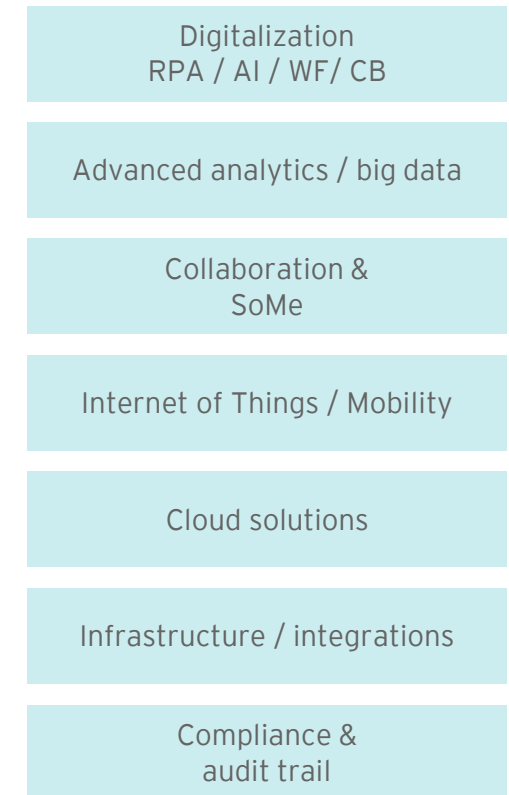 Digitalization
RPA / AI / WF/ CB
Advanced analytics / big data
Collaboration &
SoMe
Internet of Things / Mobility
Cloud solutions
Infrastructure / integrations
Compliance &
audit trail